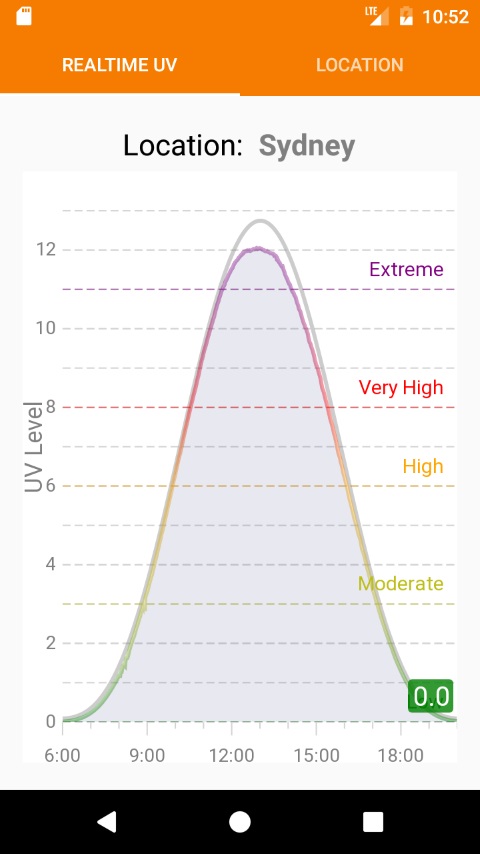 LTE 10:52
REALTIME UV LOCATION
Location: Sydney
12
Extreme
10
Very High
8
UV Level
High
6
4
Moderate
2
0.0
0
6:00 9:00 12:00 15:00 18:00